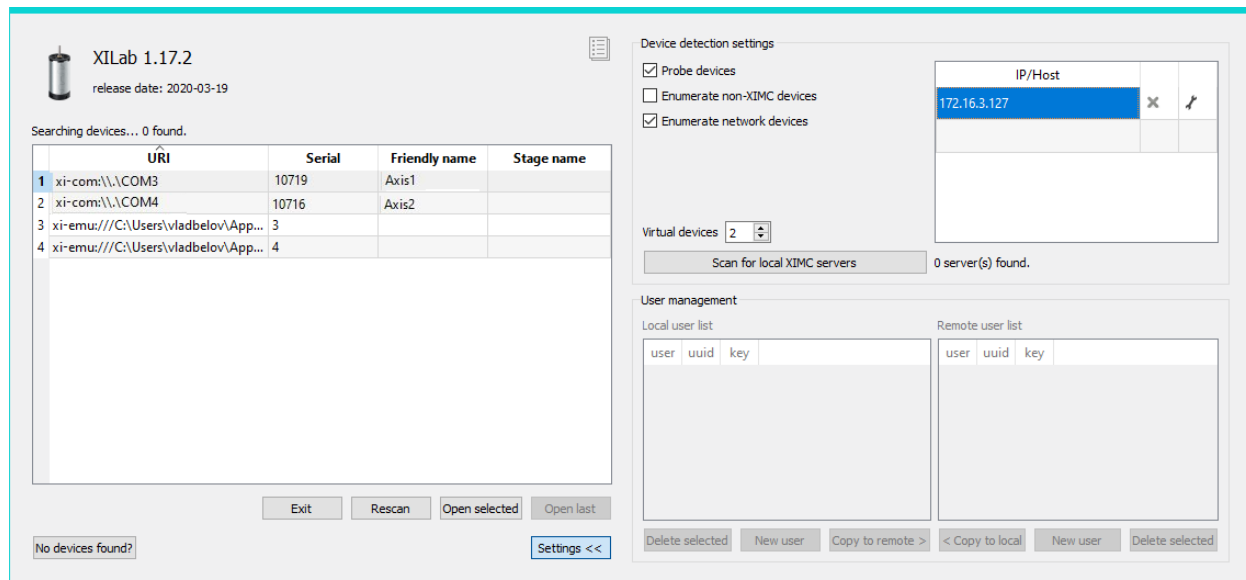 XILab 1.17.2
release date: 2020-03-19
Searching devices... 0 found.
URI Serial Friendly name Stage name
1 xi-com:\\.\COM3 10719 Axis1
2 xi-com:\\.\COM4 10716 Axis2
3 xi-emu:///C:\Users\vladbelov\App... 3
4 xi-emu:///C:\Users\vladbelov\App... 4
Exit Rescan Open selected Open last
No devices found? Settings <<
Device detection settings
Probe devices
Enumerate non-XIMC devices
Enumerate network devices
IP/Host
172.16.3.127
Virtual devices 2
Scan for local XIMC servers 0 server(s) found.
User management
Local user list Remote user list
user uuid key user uuid key
Delete selected New user Copy to remote > < Copy to local New user Delete selected